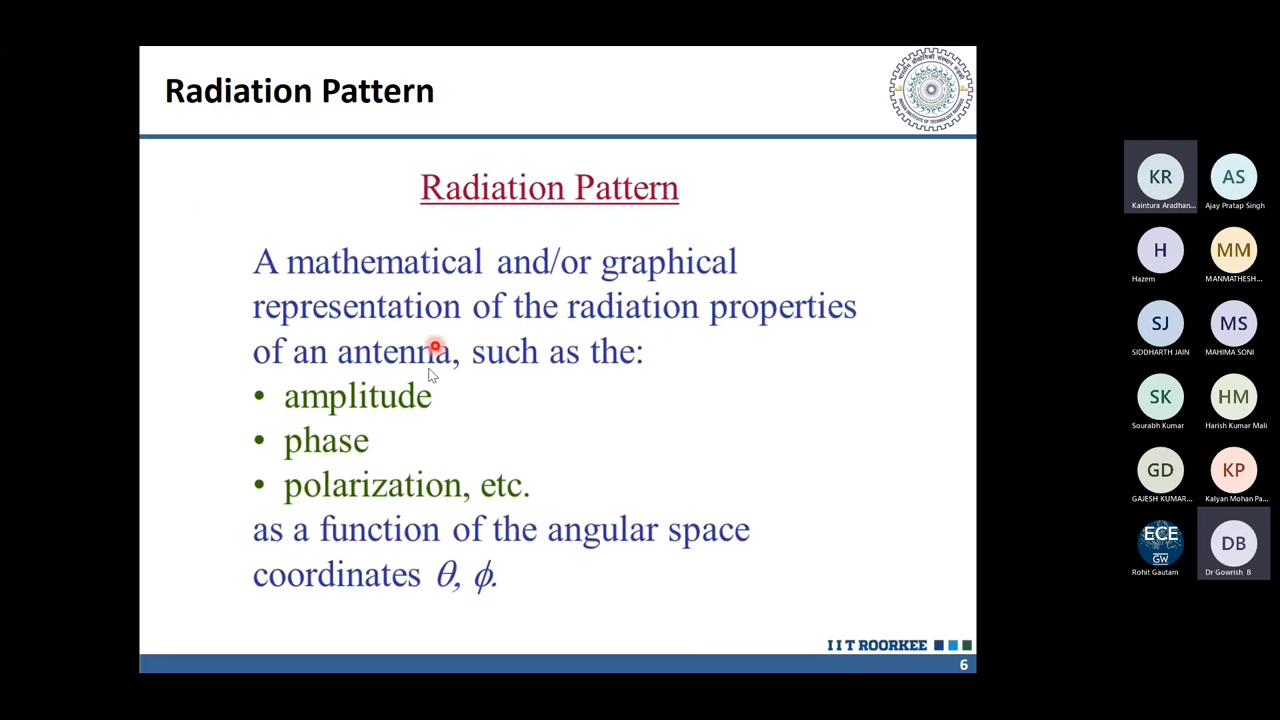 Radiation Pattern
Radiation Pattern
A mathematical and/or graphical
representation of the radiation properties
of an antenna, such as the:
• amplitude
• phase
• polarization, etc.
as a function of the angular space
coordinates θ, ϕ.
I I T ROORKEE
6
KR
Kaintura Aradhan...
AS
Ajay Pratap Singh
H
Hazem
MM
MANMATHESH...
SJ
SIDDHARTH JAIN
MS
MAHIMA SONI
SK
Sourabh Kumar
HM
Harish Kumar Mali
GD
GAJESH KUMAR...
KP
Kalyan Mohan Pa...
ECE
GW
Rohit Gautam
DB
Dr Gowrish B